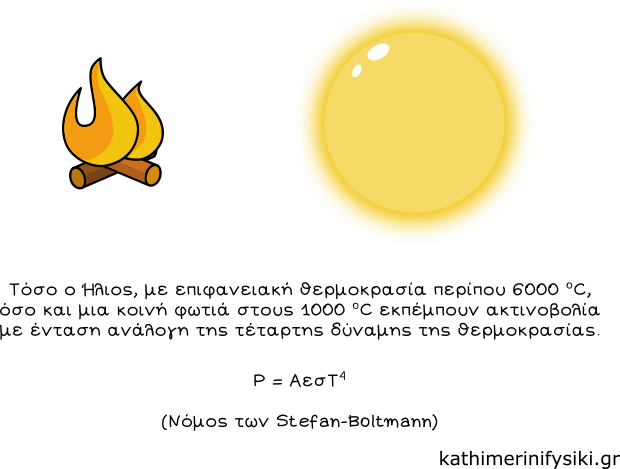 Τόσο ο Ήλιος, με επιφανειακή θερμοκρασία περίπου 6000 °C,
όσο και μια κοινή φωτιά στους 1000 °C εκπέμπουν ακτινοβολία
με ένταση ανάλογη της τέταρτης δύναμης της θερμοκρασίας.
P = AεσT⁴
(Νόμος των Stefan-Boltmann)
kathimerinifysiki.gr